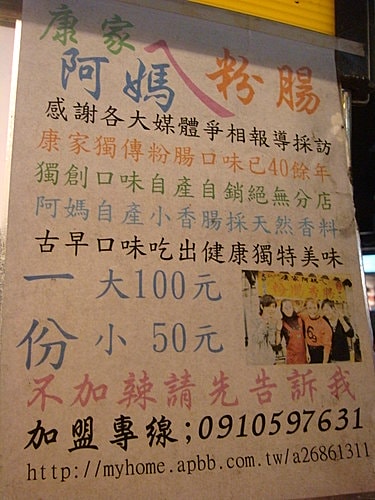 康家
阿媽ㄟ粉腸
感謝各大媒體爭相報導採訪
康家獨傳粉腸口味已40餘年
獨創口味自產自銷絕無分店
阿媽自產小香腸採天然香料
古早口味吃出健康獨特美味
一份
大100元
小 50元
不加辣請先告訴我
加盟專線;0910597631
http://myhome.apbb.com.tw/a26861311